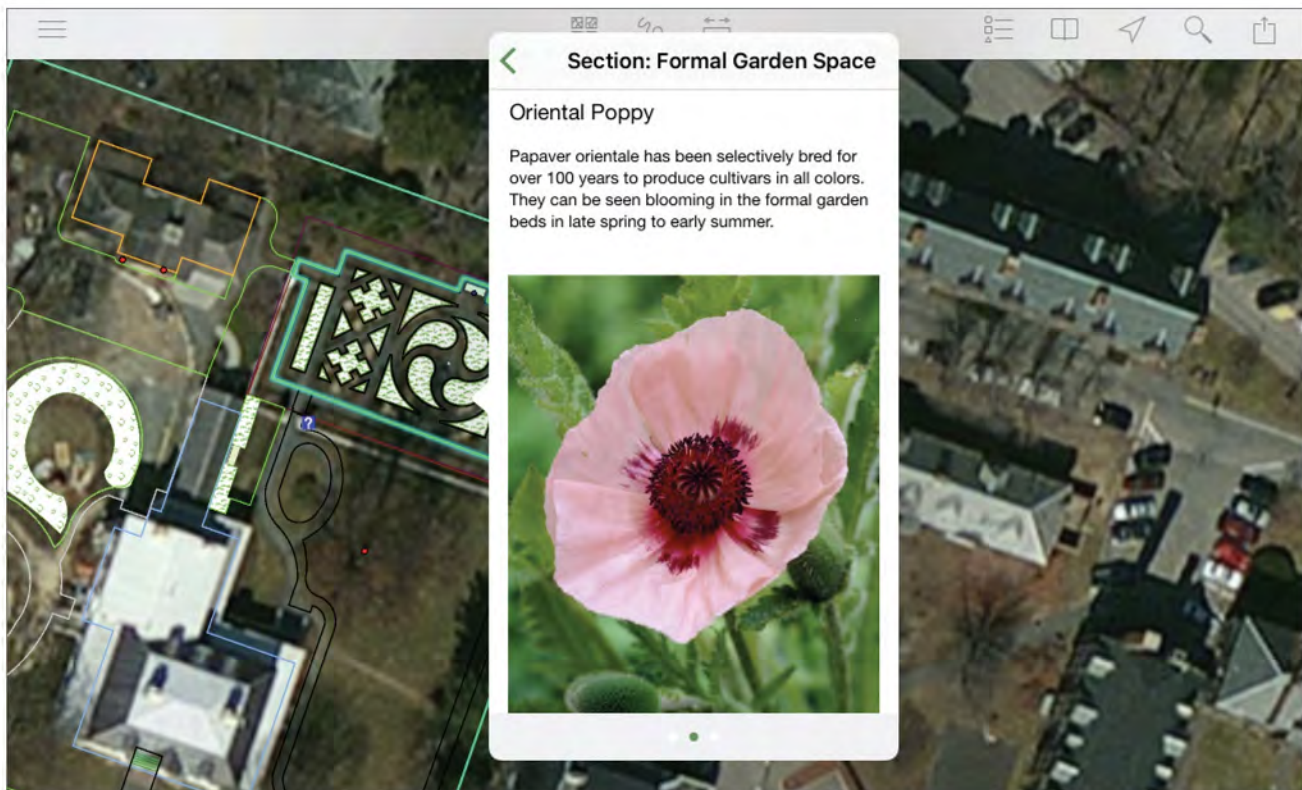 Section: Formal Garden Space
Oriental Poppy
Papaver orientale has been selectively bred for
over 100 years to produce cultivars in all colors.
They can be seen blooming in the formal garden
beds in late spring to early summer.
?